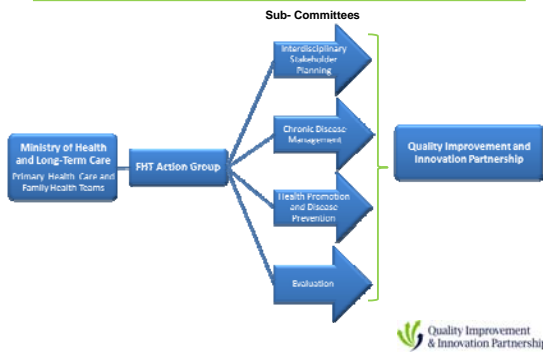 Sub- Committees
Interdisciplinary
Stakeholder
Planning
Chronic Disease
Management
Ministry of Health
and Long-Term Care
Primary Health Care and
Family Health Teams
FHT Action Group
Quality Improvement and
Innovation Partnership
Health Promotion
and Disease
Prevention
Evaluation
Quality Improvement
& Innovation Partnership